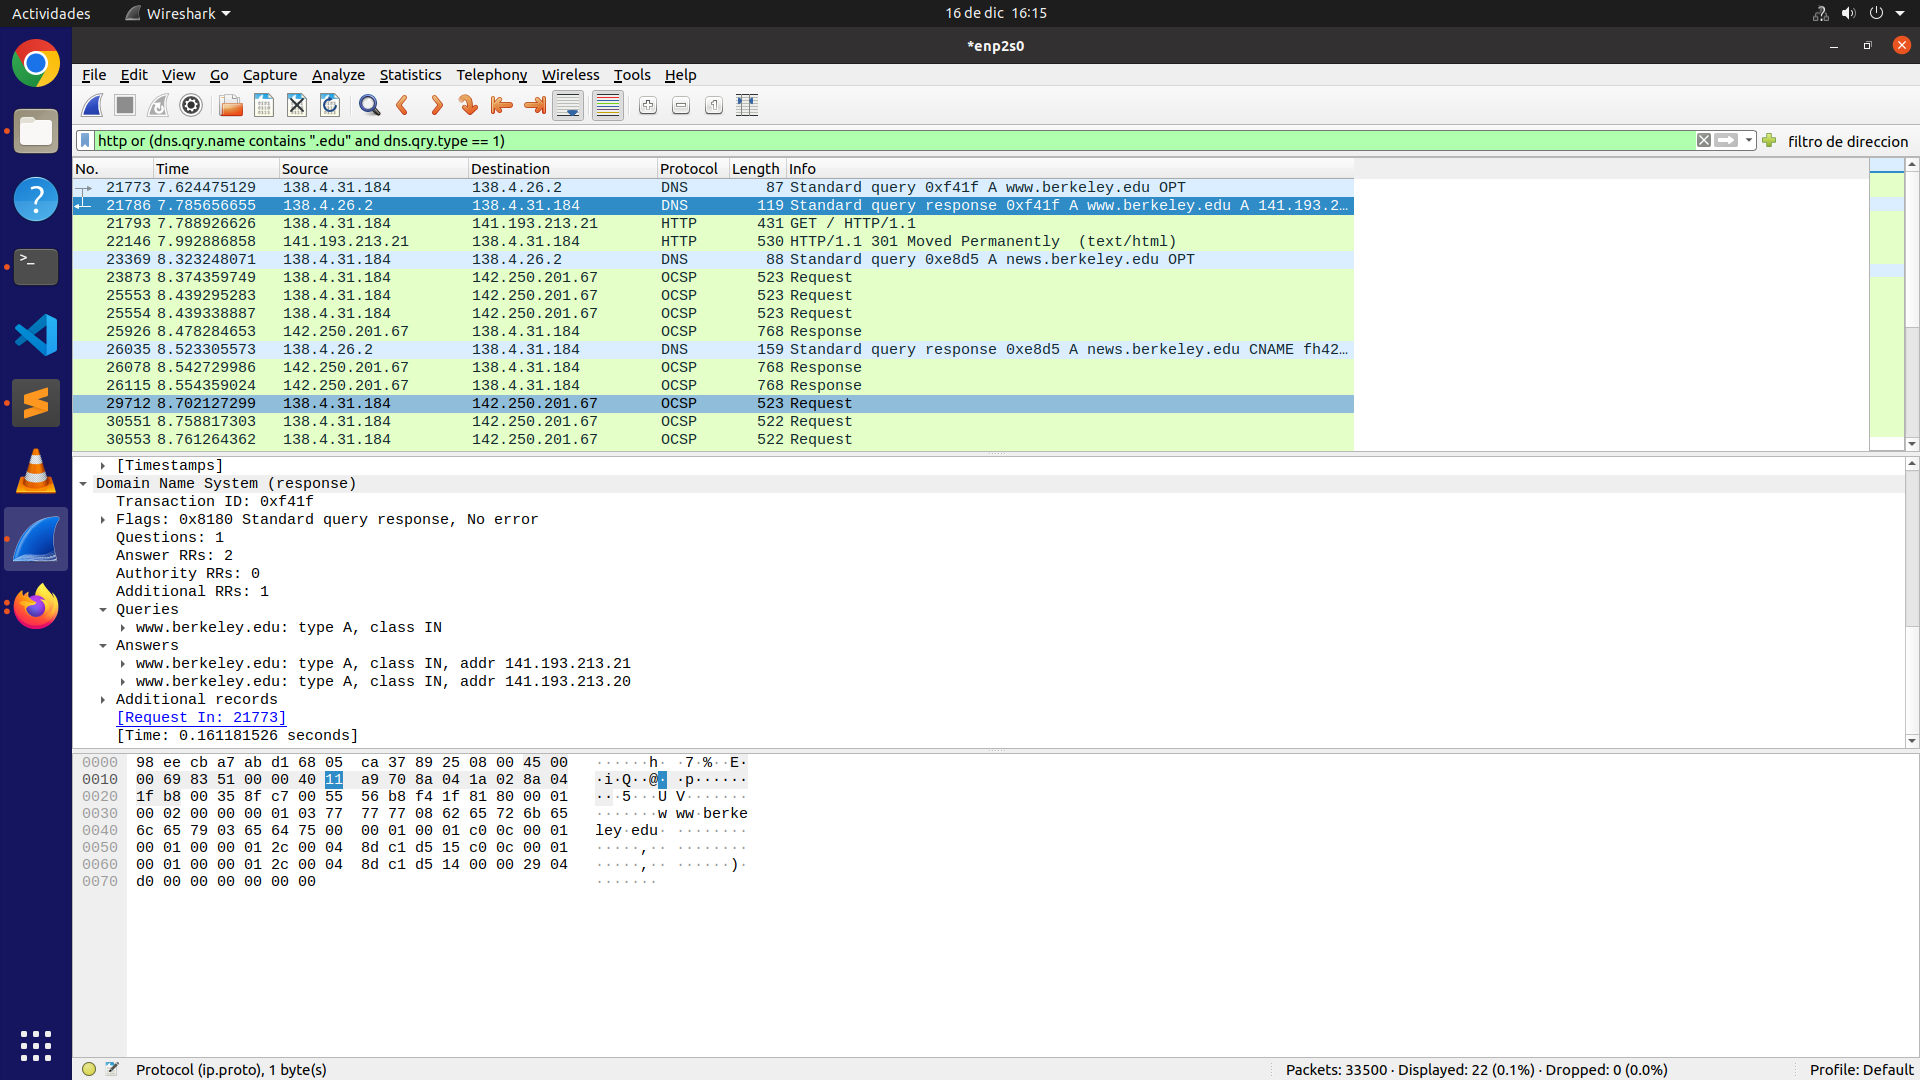 Actividades Wireshark 16 de dic 16:15
*enp2s0
File Edit View Go Capture Analyze Statistics Telephony Wireless Tools Help
http or (dns.qry.name contains ".edu" and dns.qry.type == 1) filtro de direccion
No. Time Source Destination Protocol Length Info
21773 7.624475129 138.4.31.184 138.4.26.2 DNS 87 Standard query 0xf41f A www.berkeley.edu OPT
21786 7.785656655 138.4.26.2 138.4.31.184 DNS 119 Standard query response 0xf41f A www.berkeley.edu A 141.193.2…
21793 7.788926626 138.4.31.184 141.193.213.21 HTTP 431 GET / HTTP/1.1
22146 7.992886858 141.193.213.21 138.4.31.184 HTTP 530 HTTP/1.1 301 Moved Permanently (text/html)
23369 8.323248071 138.4.31.184 138.4.26.2 DNS 88 Standard query 0xe8d5 A news.berkeley.edu OPT
23873 8.374359749 138.4.31.184 142.250.201.67 OCSP 523 Request
25553 8.439295283 138.4.31.184 142.250.201.67 OCSP 523 Request
25554 8.439338887 138.4.31.184 142.250.201.67 OCSP 523 Request
25926 8.478284653 142.250.201.67 138.4.31.184 OCSP 768 Response
26035 8.523305573 138.4.26.2 138.4.31.184 DNS 159 Standard query response 0xe8d5 A news.berkeley.edu CNAME fh42…
26078 8.542729986 142.250.201.67 138.4.31.184 OCSP 768 Response
26115 8.554359024 142.250.201.67 138.4.31.184 OCSP 768 Response
29712 8.702127299 138.4.31.184 142.250.201.67 OCSP 523 Request
30551 8.758817303 138.4.31.184 142.250.201.67 OCSP 522 Request
30553 8.761264362 138.4.31.184 142.250.201.67 OCSP 522 Request
[Timestamps]
Domain Name System (response)
Transaction ID: 0xf41f
Flags: 0x8180 Standard query response, No error
Questions: 1
Answer RRs: 2
Authority RRs: 0
Additional RRs: 1
Queries
www.berkeley.edu: type A, class IN
Answers
www.berkeley.edu: type A, class IN, addr 141.193.213.21
www.berkeley.edu: type A, class IN, addr 141.193.213.20
Additional records
[Request In: 21773]
[Time: 0.161181526 seconds]
0000 98 ee cb a7 ab d1 68 05 ca 37 89 25 08 00 45 00 ······h· ·7·%··E·
0010 00 69 83 51 00 00 40 11 a9 70 8a 04 1a 02 8a 04 ·i·Q··@· ·p······
0020 1f b8 00 35 8f c7 00 55 56 b8 f4 1f 81 80 00 01 ···5···U V·······
0030 00 02 00 00 00 01 03 77 77 77 08 62 65 72 6b 65 ·······w ww·berke
0040 6c 65 79 03 65 64 75 00 00 01 00 01 c0 0c 00 01 ley·edu· ········
0050 00 01 00 00 01 2c 00 04 8d c1 d5 15 c0 0c 00 01 ·····,·· ········
0060 00 01 00 00 01 2c 00 04 8d c1 d5 14 00 00 29 04 ·····,·· ······)·
0070 d0 00 00 00 00 00 00 ·······
Protocol (ip.proto), 1 byte(s) Packets: 33500 · Displayed: 22 (0.1%) · Dropped: 0 (0.0%) Profile: Default